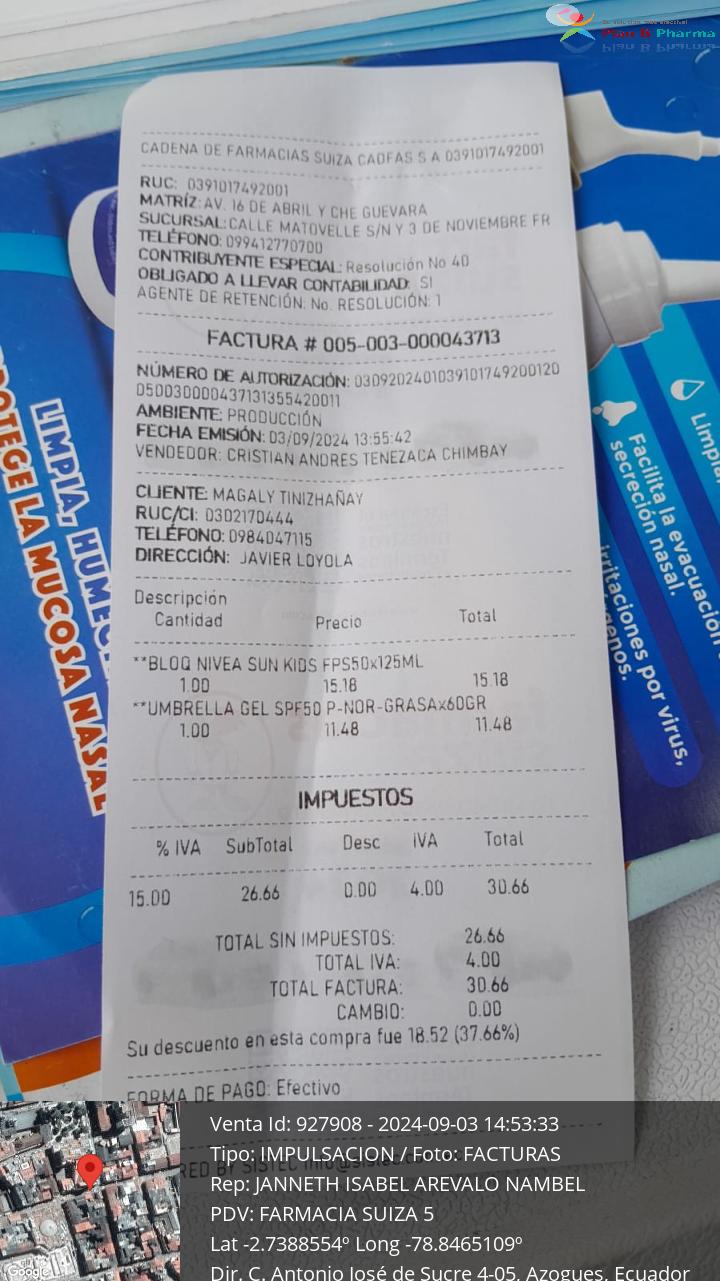 Plan B Pharma
CADENA DE FARMACIAS SUIZA CADFAS S A 0391017492001
RUC: 0391017492001
MATRÍZ: AV. 16 DE ABRIL Y CHE GUEVARA
SUCURSAL: CALLE MATOVELLE S/N Y 3 DE NOVIEMBRE FR
TELÉFONO: 099412770700
CONTRIBUYENTE ESPECIAL: Resolución No 40
OBLIGADO A LLEVAR CONTABILIDAD: SI
AGENTE DE RETENCIÓN: No. RESOLUCIÓN: 1
FACTURA # 005-003-000043713
NÚMERO DE AUTORIZACIÓN: 0309202401039101749200120
050030000437131355420011
AMBIENTE: PRODUCCIÓN
FECHA EMISIÓN: 03/09/2024 13:55:42
VENDEDOR: CRISTIAN ANDRES TENEZACA CHIMBAY
CLIENTE: MAGALY TINIZHAÑAY
RUC/CI: 0302170444
TELÉFONO: 0984047115
DIRECCIÓN: JAVIER LOYOLA
Descripción
Cantidad Precio Total
**BLOQ NIVEA SUN KIDS FPS50x125ML
1.00 15.18 15.18
**UMBRELLA GEL SPF50 P-NOR-GRASAx60GR
1.00 11.48 11.48
IMPUESTOS
% IVA SubTotal Desc iVA Total
15.00 26.66 0.00 4.00 30.66
TOTAL SIN IMPUESTOS: 26.66
TOTAL IVA: 4.00
TOTAL FACTURA: 30.66
CAMBIO: 0.00
Su descuento en esta compra fue 18.52 (37.66%)
FORMA DE PAGO: Efectivo
LIMPIA, HUME
PROTEGE LA MUCOSA NASAL
Limpia
Facilita la evacuación
secreción nasal.
irritaciones por virus,
Venta Id: 927908 - 2024-09-03 14:53:33
Tipo: IMPULSACION / Foto: FACTURAS
Rep: JANNETH ISABEL AREVALO NAMBEL
PDV: FARMACIA SUIZA 5
Lat -2.7388554º Long -78.8465109º
Dir. C. Antonio José de Sucre 4-05, Azogues, Ecuador
Google